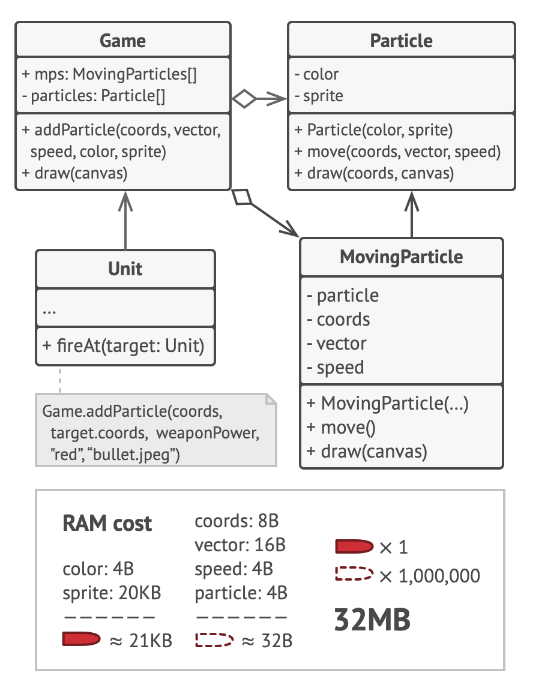 Game
+ mps: MovingParticles[]
- particles: Particle[]
+ addParticle(coords, vector,
speed, color, sprite)
+ draw(canvas)
Particle
- color
- sprite
+ Particle(color, sprite)
+ move(coords, vector, speed)
+ draw(coords, canvas)
Unit
...
+ fireAt(target: Unit)
Game.addParticle(coords,
target.coords, weaponPower,
"red", “bullet.jpeg”)
MovingParticle
- particle
- coords
- vector
- speed
+ MovingParticle(...)
+ move()
+ draw(canvas)
RAM cost
color: 4B
sprite: 20KB
≈ 21KB
coords: 8B
vector: 16B
speed: 4B
particle: 4B
≈ 32B
× 1
× 1,000,000
32MB